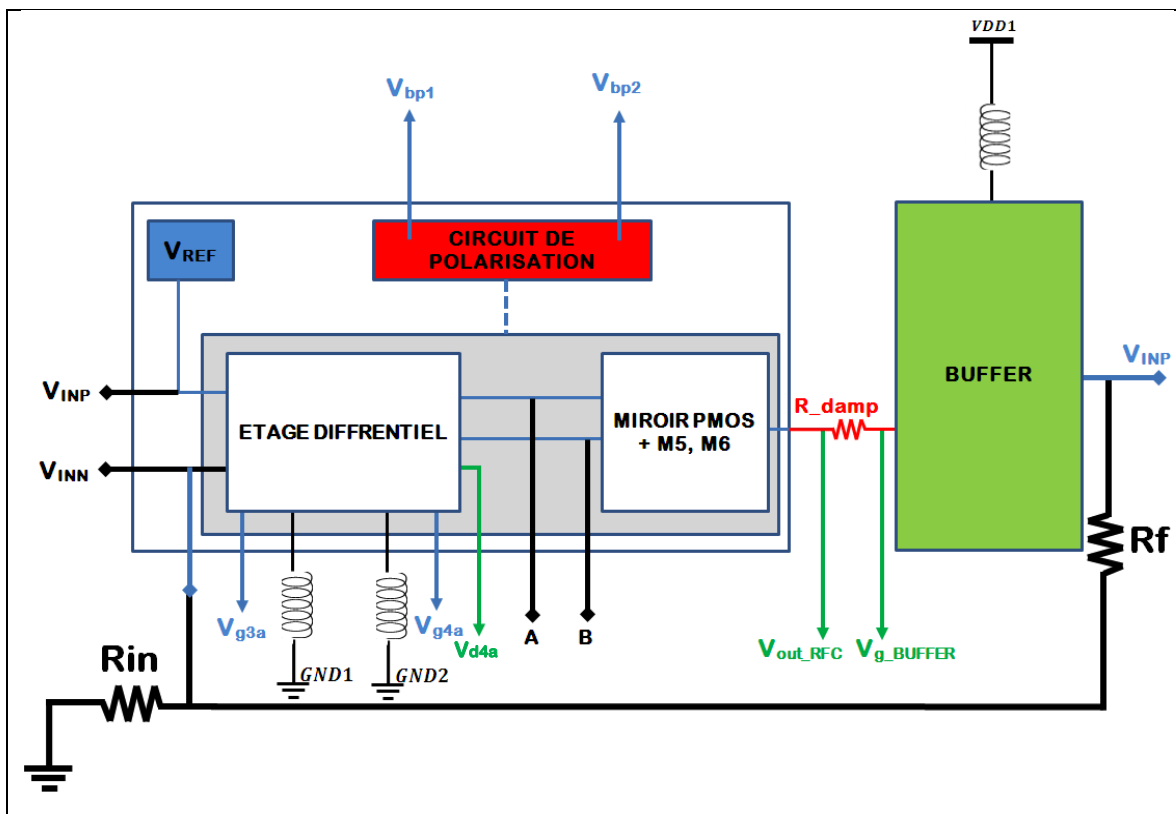 VDD1
Vbp1
Vbp2
VREF
CIRCUIT DE
POLARISATION
VINP
VINN
ETAGE DIFFRENTIEL
MIROIR PMOS
+ M5, M6
R_damp
BUFFER
VINP
Rf
Vg3a
Vg4a
Vd4a
A
B
Vout_RFC
Vg_BUFFER
GND1
GND2
Rin